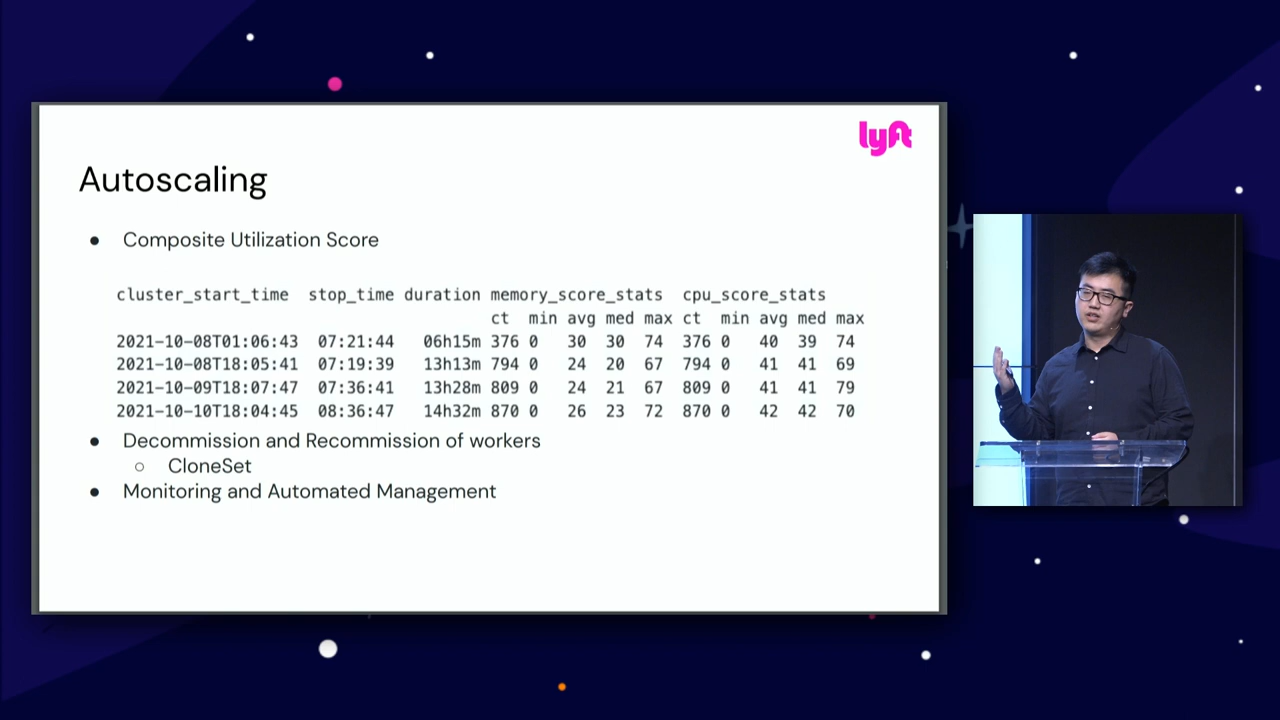 lyft
Autoscaling
● Composite Utilization Score
cluster_start_time stop_time duration memory_score_stats cpu_score_stats
ct min avg med max ct min avg med max
2021-10-08T01:06:43 07:21:44 06h15m 376 0 30 30 74 376 0 40 39 74
2021-10-08T18:05:41 07:19:39 13h13m 794 0 24 20 67 794 0 41 41 69
2021-10-09T18:07:47 07:36:41 13h28m 809 0 24 21 67 809 0 41 41 79
2021-10-10T18:04:45 08:36:47 14h32m 870 0 26 23 72 870 0 42 42 70
● Decommission and Recommission of workers
○ CloneSet
● Monitoring and Automated Management